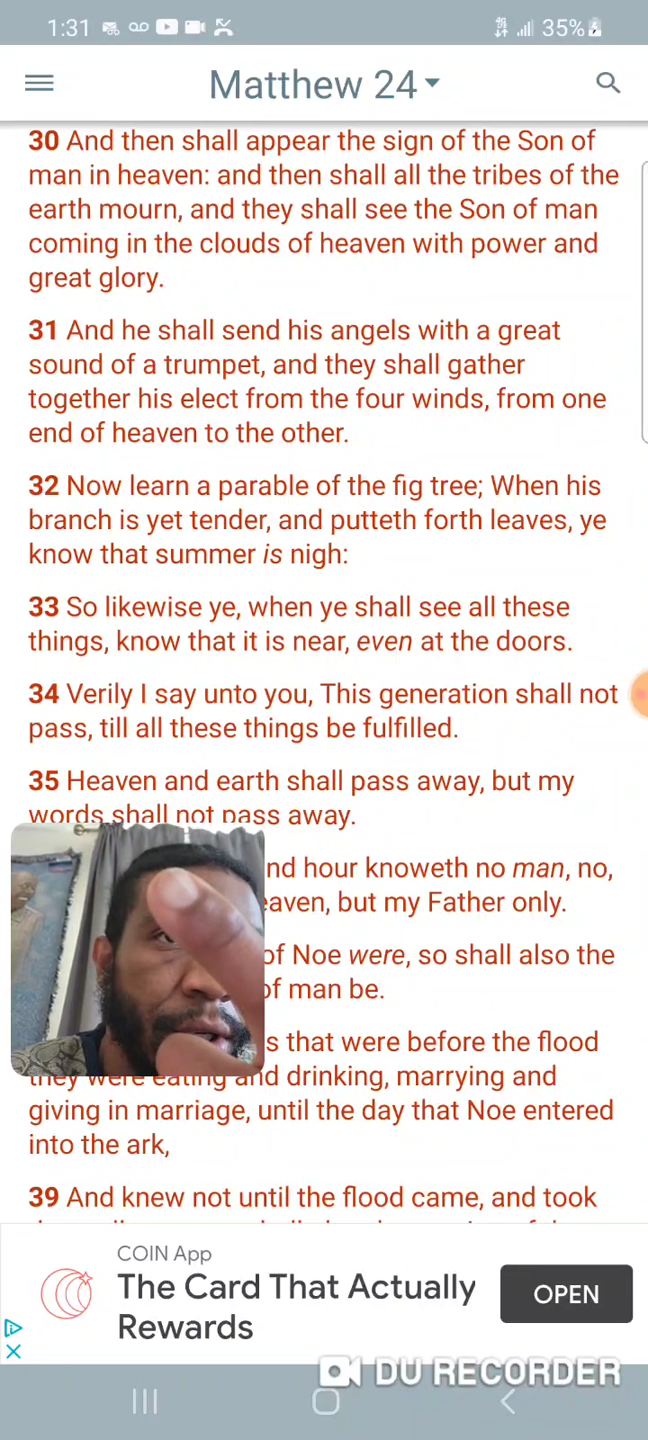 1:31
4G
35%
Matthew 24
30 And then shall appear the sign of the Son of
man in heaven: and then shall all the tribes of the
earth mourn, and they shall see the Son of man
coming in the clouds of heaven with power and
great glory.
31 And he shall send his angels with a great
sound of a trumpet, and they shall gather
together his elect from the four winds, from one
end of heaven to the other.
32 Now learn a parable of the fig tree; When his
branch is yet tender, and putteth forth leaves, ye
know that summer is nigh:
33 So likewise ye, when ye shall see all these
things, know that it is near, even at the doors.
34 Verily I say unto you, This generation shall not
pass, till all these things be fulfilled.
35 Heaven and earth shall pass away, but my
words shall not pass away.
nd hour knoweth no man, no,
eaven, but my Father only.
of Noe were, so shall also the
of man be.
s that were before the flood
they were eating and drinking, marrying and
giving in marriage, until the day that Noe entered
into the ark,
39 And knew not until the flood came, and took
COIN App
The Card That Actually
Rewards
OPEN
DU RECORDER